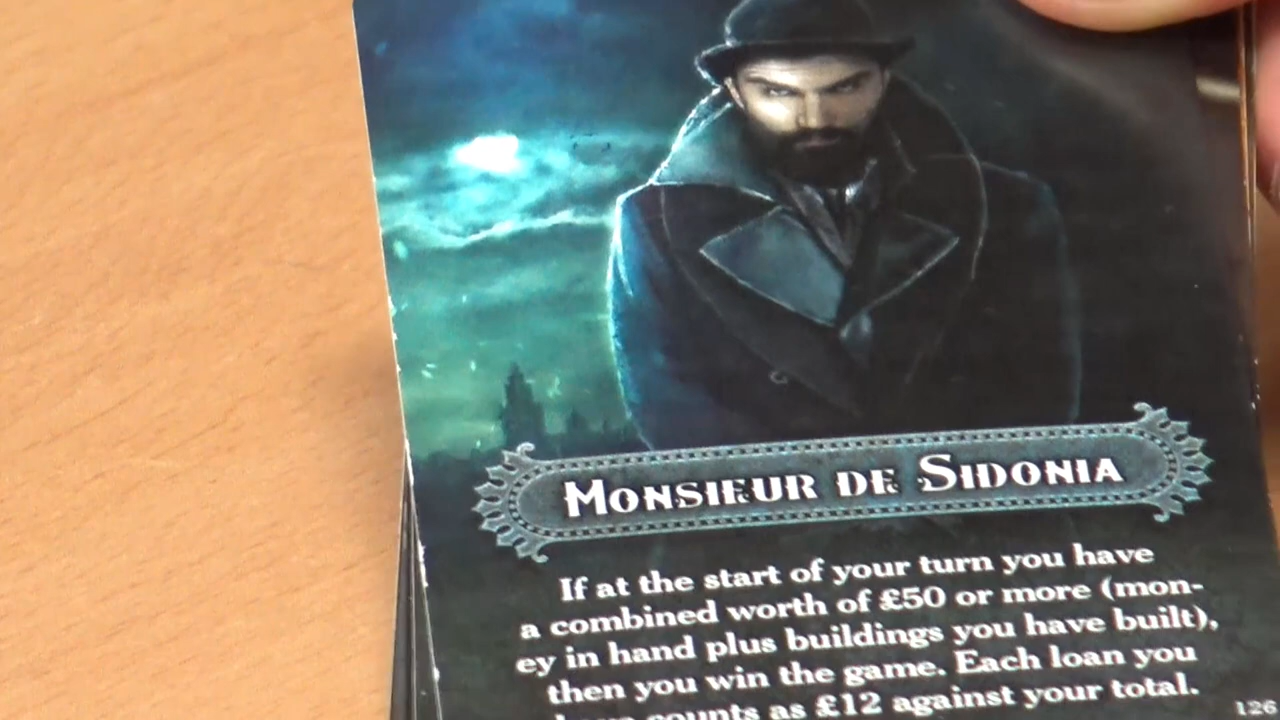 Monsieur de Sidonia
If at the start of your turn you have
a combined worth of £50 or more (mon-
ey in hand plus buildings you have built),
then you win the game. Each loan you
have counts as £12 against your total.
126